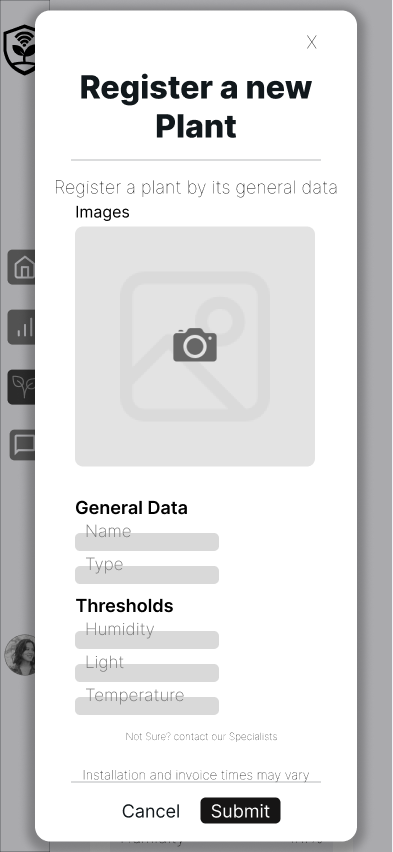 X
Register a new
Plant
Register a plant by its general data
Images
General Data
Name
Type
Thresholds
Humidity
Light
Temperature
Not Sure? contact our Specialists
Installation and invoice times may vary
Cancel
Submit
Humidity